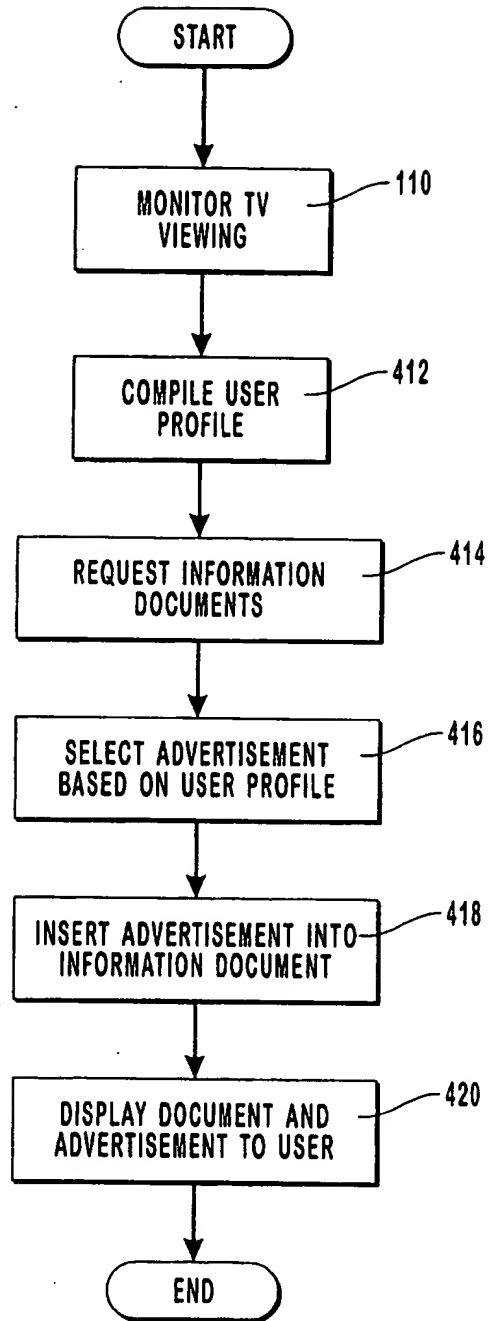 START
MONITOR TV
VIEWING
110
COMPILE USER
PROFILE
412
REQUEST INFORMATION
DOCUMENTS
414
SELECT ADVERTISEMENT
BASED ON USER PROFILE
416
INSERT ADVERTISEMENT INTO
INFORMATION DOCUMENT
418
DISPLAY DOCUMENT AND
ADVERTISEMENT TO USER
420
END